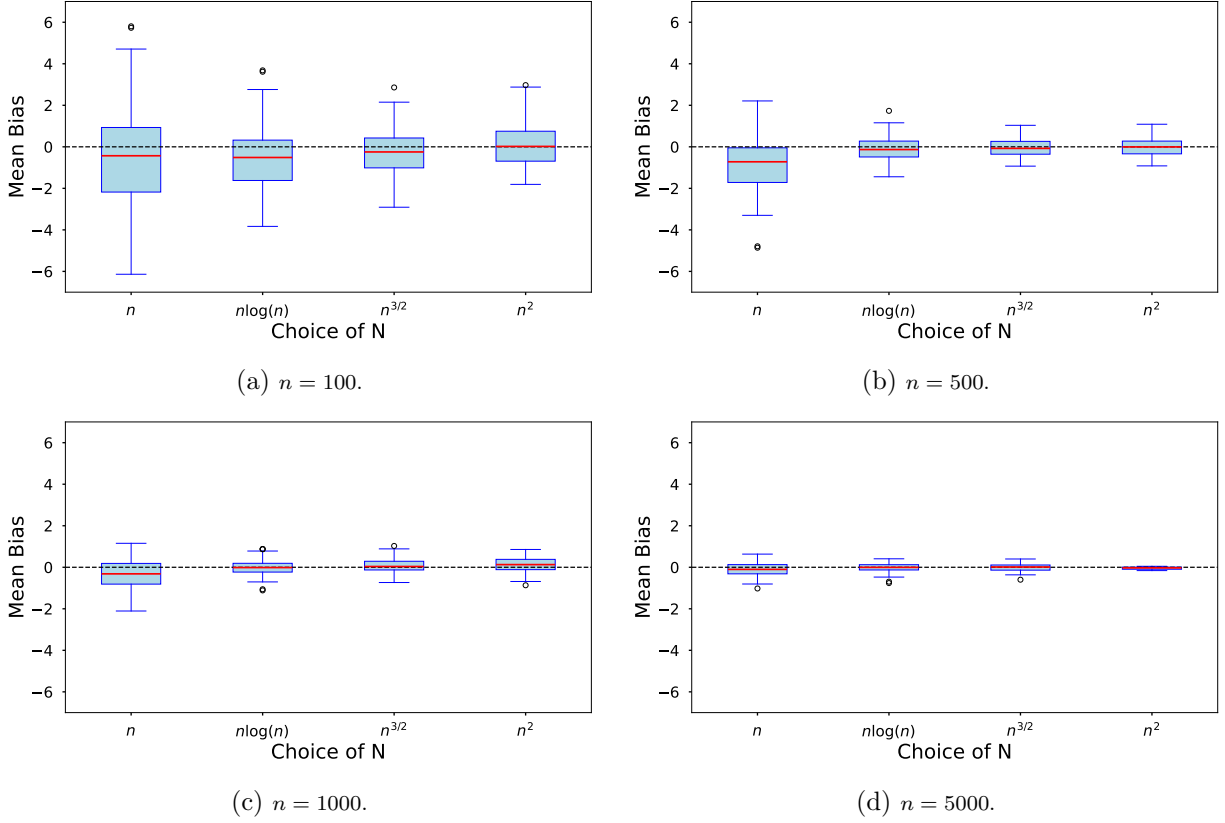 Mean Bias
6
4
2
0
−2
−4
−6
n
nlog(n)
n^{3/2}
n^2
Choice of N
(a) n = 100.
Mean Bias
6
4
2
0
−2
−4
−6
n
nlog(n)
n^{3/2}
n^2
Choice of N
(b) n = 500.
Mean Bias
6
4
2
0
−2
−4
−6
n
nlog(n)
n^{3/2}
n^2
Choice of N
(c) n = 1000.
Mean Bias
6
4
2
0
−2
−4
−6
n
nlog(n)
n^{3/2}
n^2
Choice of N
(d) n = 5000.